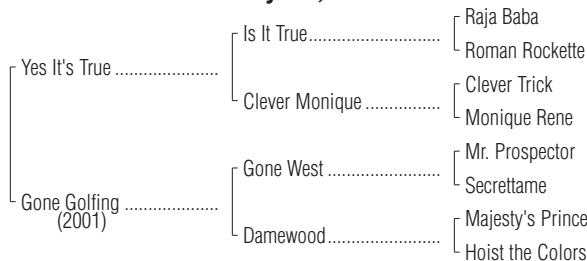 Raja Baba
Is It True
Roman Rockette
Yes It's True
Clever Trick
Clever Monique
Monique Rene
Mr. Prospector
Gone West
Secrettame
Gone Golfing
(2001)
Majesty's Prince
Damewood
Hoist the Colors